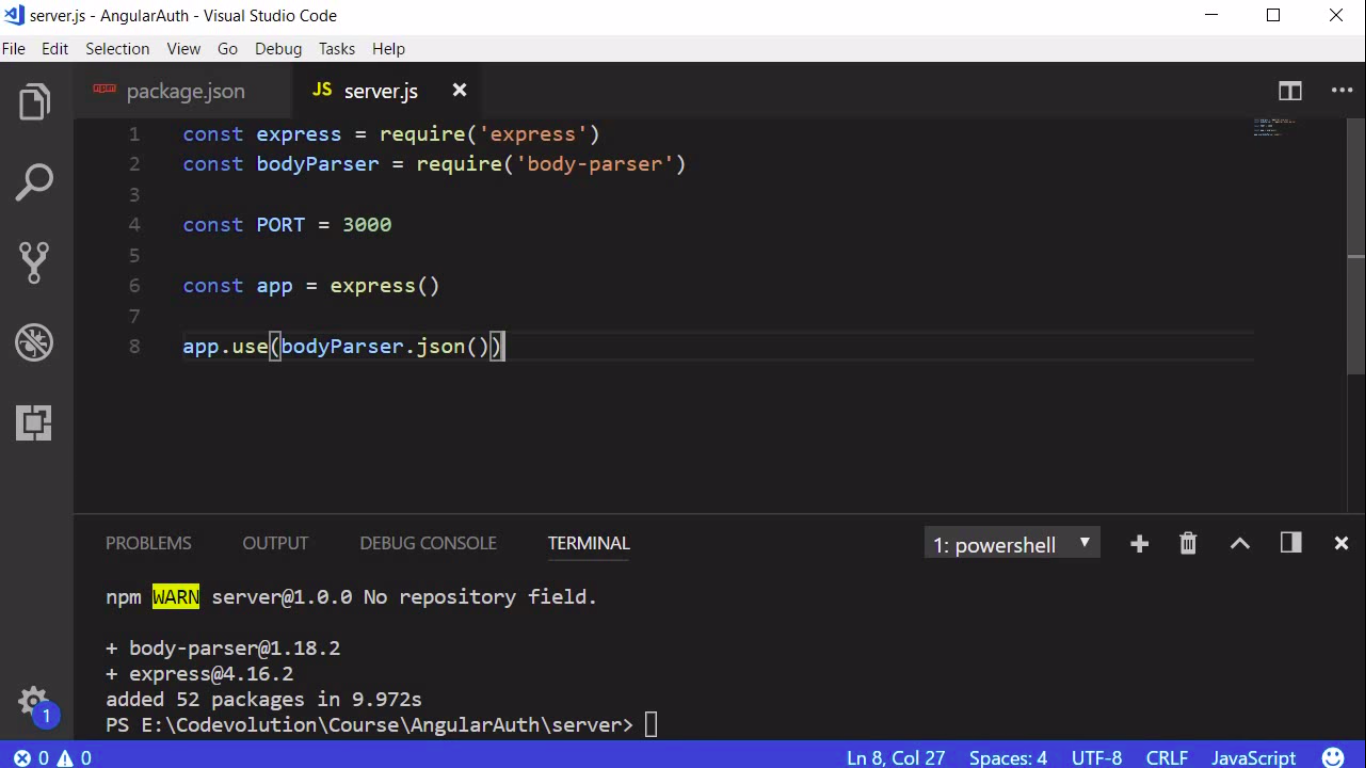 server.js - AngularAuth - Visual Studio Code
File Edit Selection View Go Debug Tasks Help
npm package.json JS server.js
1 const express = require('express')
2 const bodyParser = require('body-parser')
3
4 const PORT = 3000
5
6 const app = express()
7
8 app.use(bodyParser.json())
PROBLEMS OUTPUT DEBUG CONSOLE TERMINAL 1: powershell
npm WARN server@1.0.0 No repository field.
+ body-parser@1.18.2
+ express@4.16.2
added 52 packages in 9.972s
PS E:\Codevolution\Course\AngularAuth\server>
1
0 0 Ln 8, Col 27 Spaces: 4 UTF-8 CRLF JavaScript